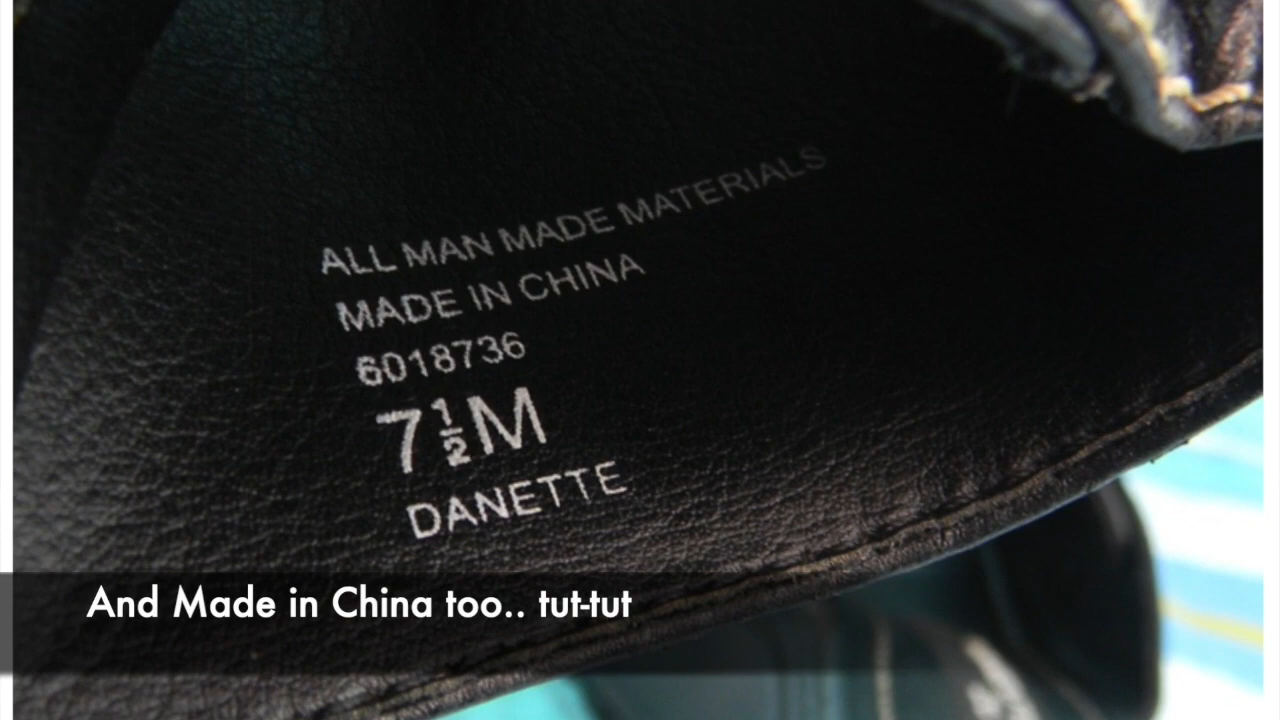 ALL MAN MADE MATERIALS
MADE IN CHINA
6018736
7½M
DANETTE
And Made in China too.. tut-tut